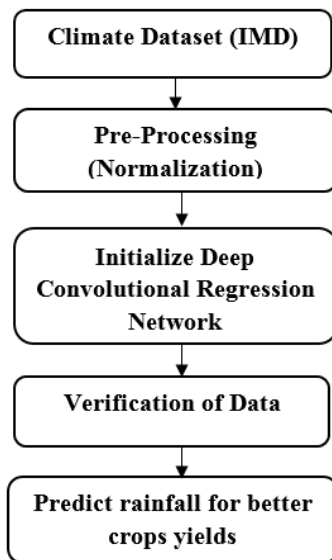 Climate Dataset (IMD)
Pre-Processing
(Normalization)
Initialize Deep
Convolutional Regression
Network
Verification of Data
Predict rainfall for better
crops yields